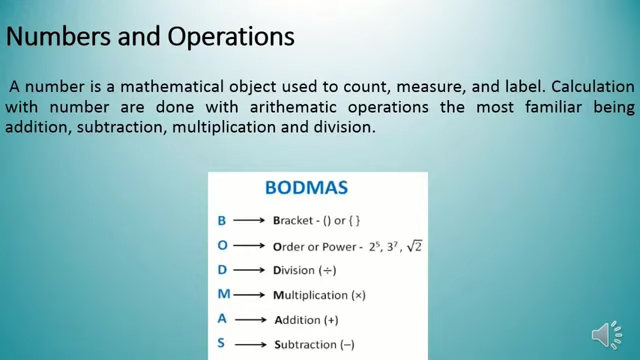 Numbers and Operations
A number is a mathematical object used to count, measure, and label. Calculation
with number are done with arithematic operations the most familiar being
addition, subtraction, multiplication and division.
BODMAS
B → Bracket - () or { }
O → Order or Power - 2⁵, 3⁷, √2
D → Division (÷)
M → Multiplication (×)
A → Addition (+)
S → Subtraction (−)